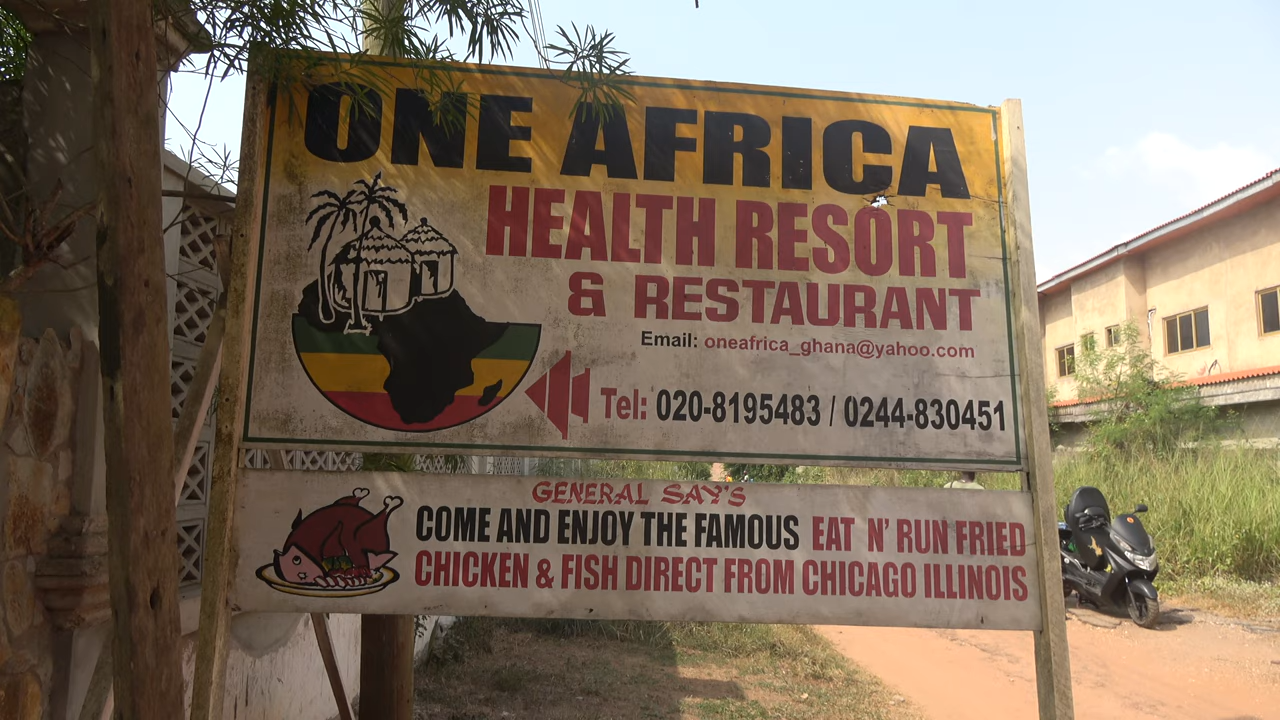 ONE AFRICA
HEALTH RESORT
& RESTAURANT
Email: oneafrica_ghana@yahoo.com
Tel: 020-8195483 / 0244-830451
GENERAL SAY'S
COME AND ENJOY THE FAMOUS EAT N' RUN FRIED
CHICKEN & FISH DIRECT FROM CHICAGO ILLINOIS